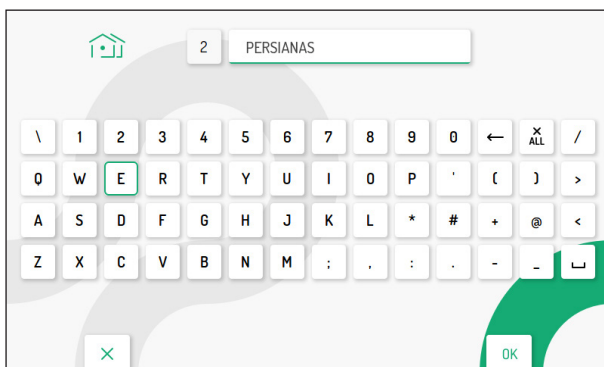 2 PERSIANAS
\ 1 2 3 4 5 6 7 8 9 0 ← X ALL /
Q W E R T Y U I O P ' ( ) >
A S D F G H J K L * # + @ <
Z X C V B N M ; , : . - _ ⌴
× OK